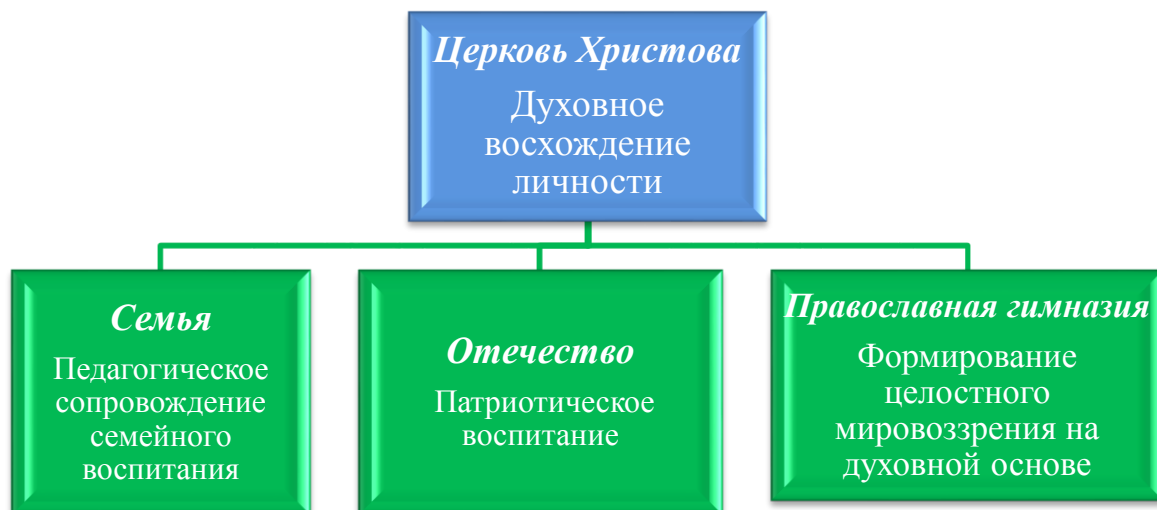 Церковь Христова
Духовное
восхождение
личности
Семья
Педагогическое
сопровождение
семейного
воспитания
Отечество
Патриотическое
воспитание
Православная гимназия
Формирование
целостного
мировоззрения на
духовной основе